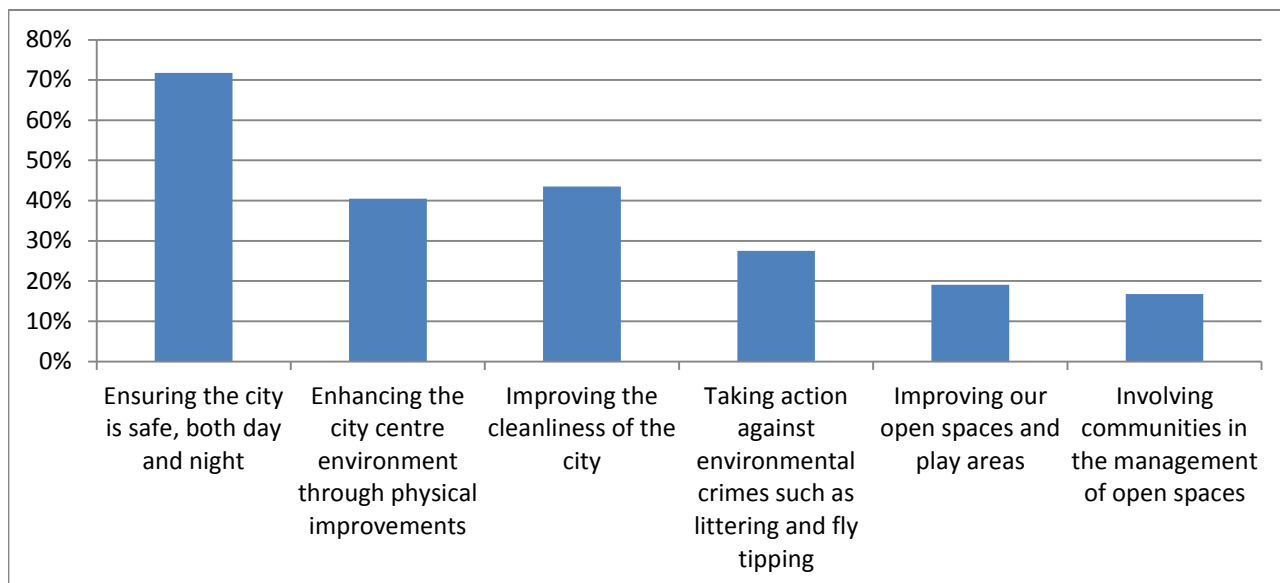 80%
70%
60%
50%
40%
30%
20%
10%
0%
Ensuring the city
is safe, both day
and night
Enhancing the
city centre
environment
through physical
improvements
Improving the
cleanliness of the
city
Taking action
against
environmental
crimes such as
littering and fly
tipping
Improving our
open spaces and
play areas
Involving
communities in
the management
of open spaces